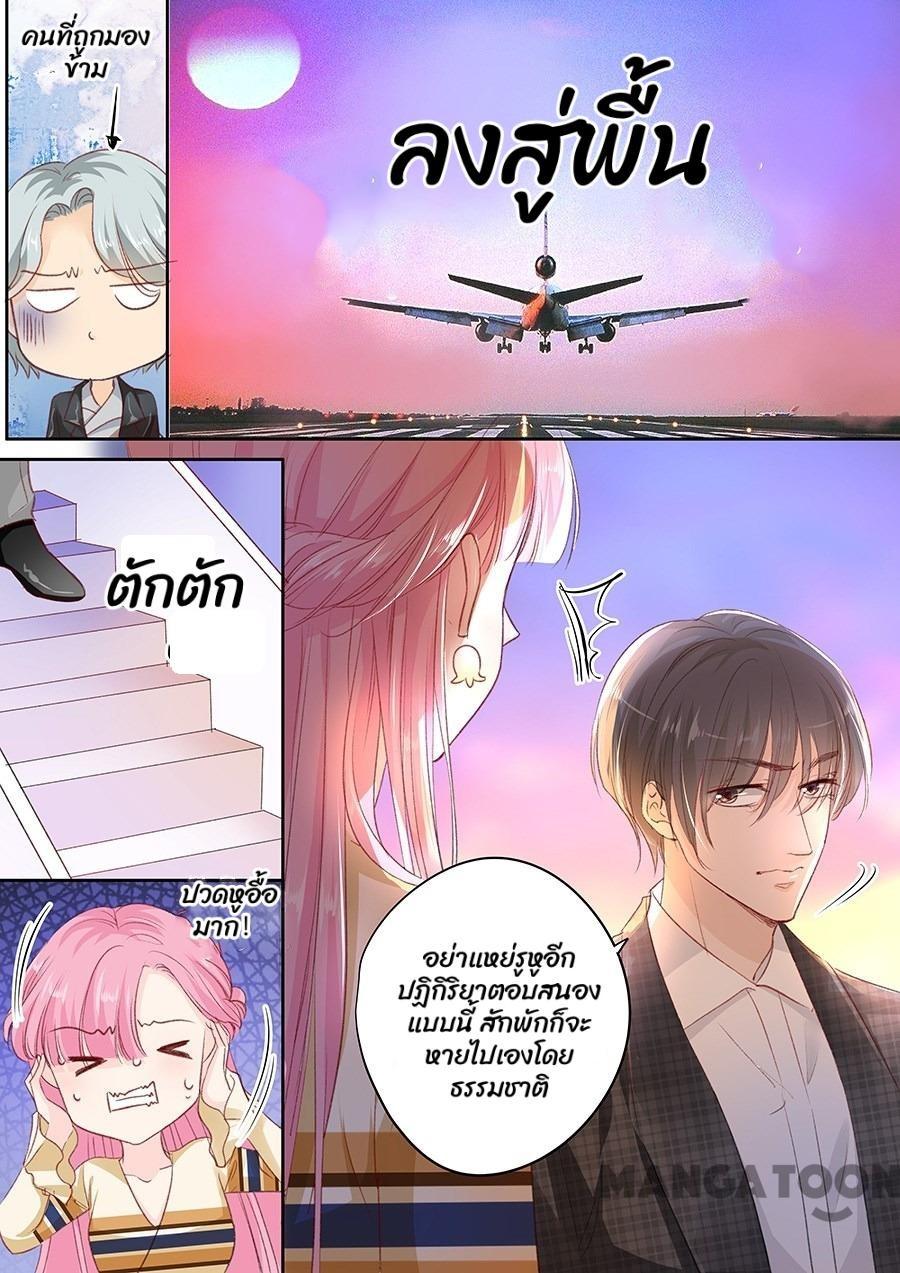 คนที่ถูกมอง
ข้าม
ลงสู่พื้น
ตักตัก
ปวดหูอื้อ
มาก!
อย่าแหย่รูหูอีก
ปฏิกิริยาตอบสนอง
แบบนี้ สักพักก็จะ
หายไปเองโดย
ธรรมชาติ
MANGATOON